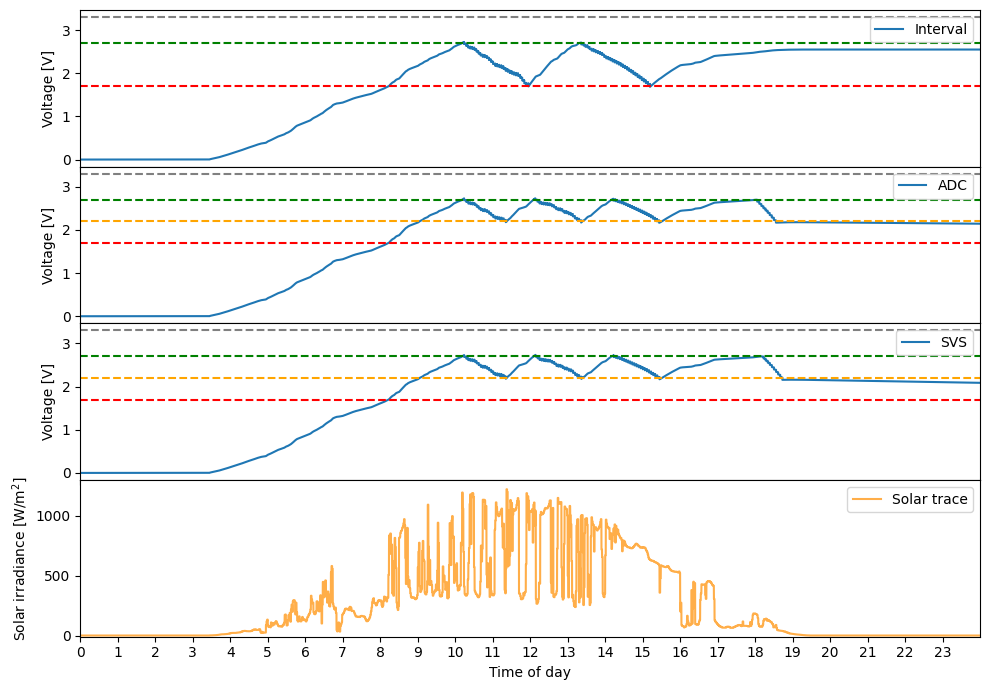 Voltage [V]
3
2
1
0
Interval
Voltage [V]
3
2
1
0
ADC
Voltage [V]
3
2
1
0
SVS
Solar irradiance [W/m²]
1000
500
0
Solar trace
0 1 2 3 4 5 6 7 8 9 10 11 12 13 14 15 16 17 18 19 20 21 22 23
Time of day